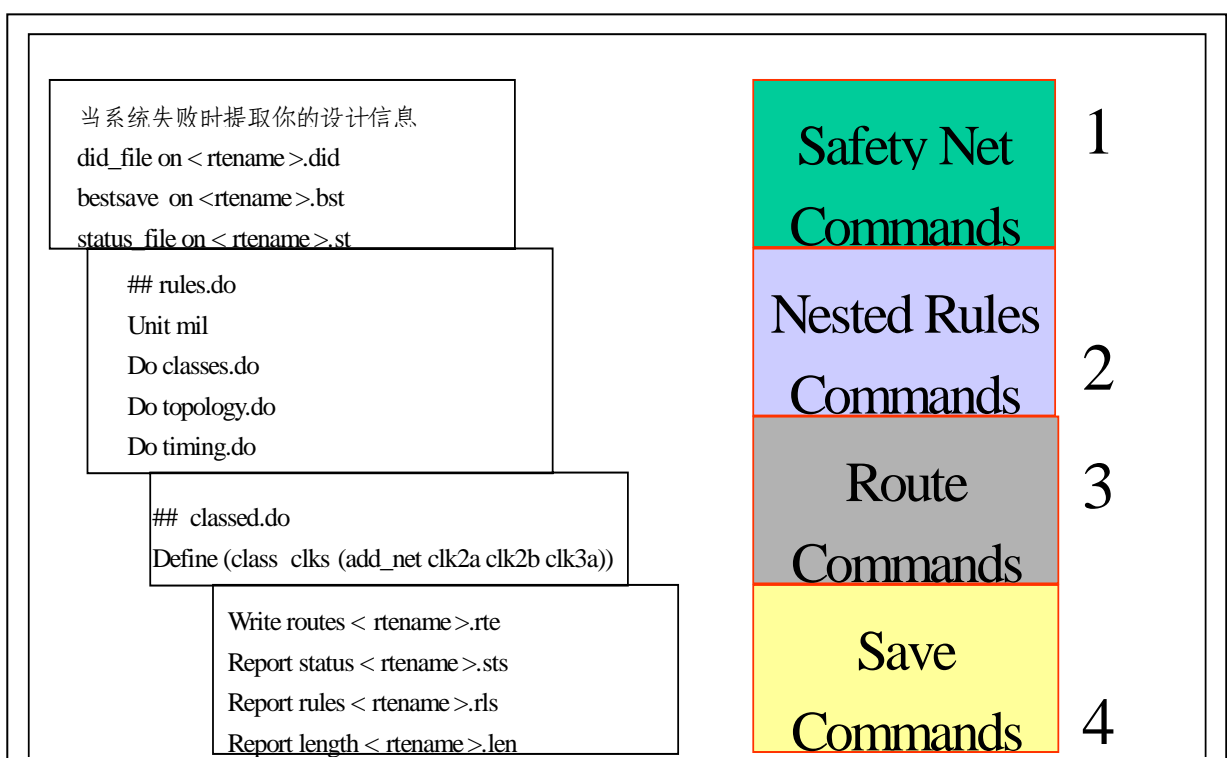 当系统失败时提取你的设计信息
did_file on < rtename >.did
bestsave on <rtename >.bst
status_file on < rtename >.st
## rules.do
Unit mil
Do classes.do
Do topology.do
Do timing.do
## classed.do
Define (class clks (add_net clk2a clk2b clk3a))
Write routes < rtename >.rte
Report status < rtename >.sts
Report rules < rtename >.rls
Report length < rtename >.len
Safety Net
Commands
1
Nested Rules
Commands
2
Route
Commands
3
Save
Commands
4